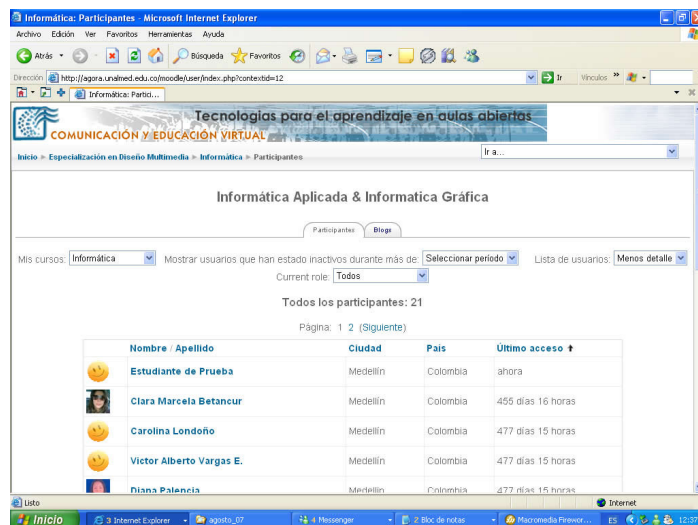 Informática: Participantes - Microsoft Internet Explorer
Archivo Edición Ver Favoritos Herramientas Ayuda
Atrás Búsqueda Favoritos
Dirección http://agora.unalmed.edu.co/moodle/user/index.php?contextid=12 Ir Vínculos »
Informática: Partici...
Tecnologias para el aprendizaje en aulas abiertas
COMUNICACIÓN Y EDUCACIÓN VIRTUAL
Inicio ► Especialización en Diseño Multimedia ► Informática ► Participantes Ir a...
Informática Aplicada & Informatica Gráfica
Participantes Blogs
Mis cursos: Informática Mostrar usuarios que han estado inactivos durante más de: Seleccionar período Lista de usuarios: Menos detalle
Current role: Todos
Todos los participantes: 21
Página: 1 2 (Siguiente)
Nombre / Apellido Ciudad País Último acceso
Estudiante de Prueba Medellín Colombia ahora
Clara Marcela Betancur Medellín Colombia 455 días 16 horas
Carolina Londoño Medellín Colombia 477 días 15 horas
Victor Alberto Vargas E. Medellín Colombia 477 días 15 horas
Diana Palencia Medellín Colombia 477 días 15 horas
Listo Internet
Inicio 3 Internet Explorer agosto_07 4 Messenger 2 Bloc de notas Macromedia Firewor... ES 12:37